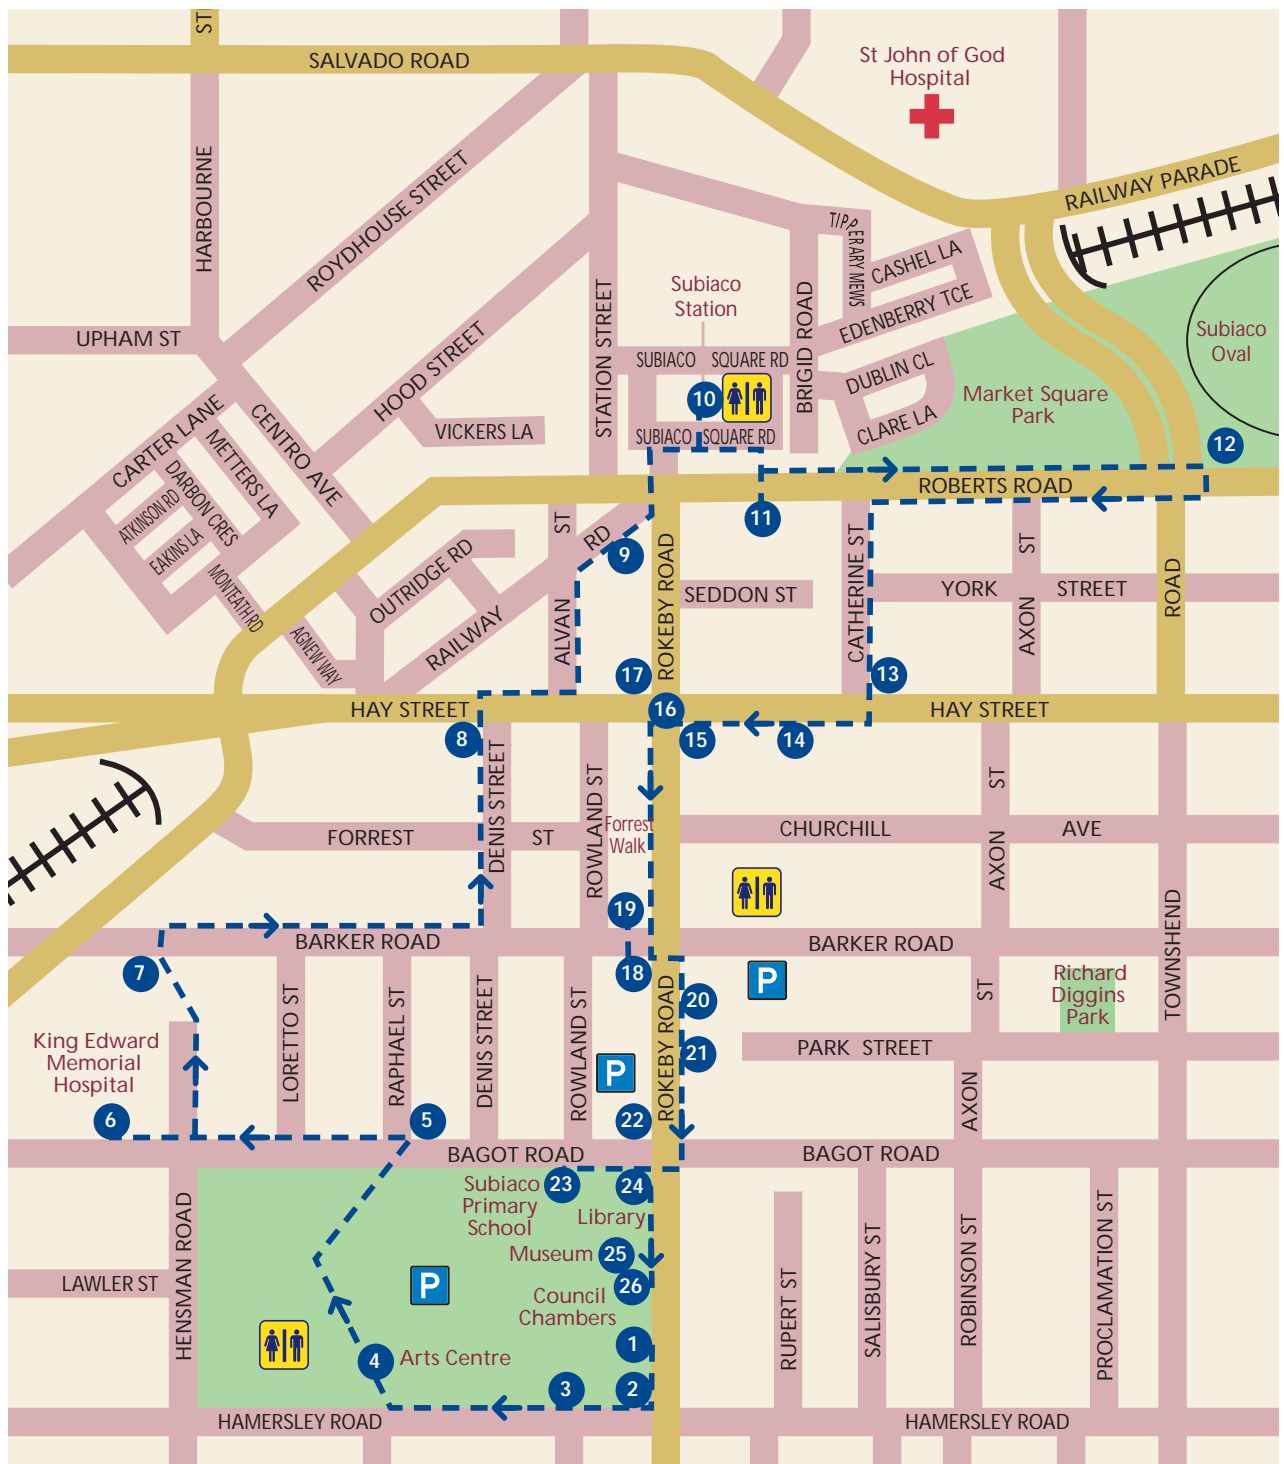 ST
SALVADO ROAD
St John of God
Hospital
HARBOURNE
ROYDHOUSE STREET
RAILWAY PARADE
TIPPERARY MEWS
CASHEL LA
EDENBERRY TCE
Subiaco
Station
STATION STREET
BRIGID ROAD
UPHAM ST
HOOD STREET
SUBIACO SQUARE RD
DUBLIN CL
CLARE LA
Subiaco
Oval
Market Square
Park
10
CARTER LANE
CENTRO AVE
VICKERS LA
SUBIACO SQUARE RD
12
METTERS LA
DARBON CRES
ATKINSON RD
EAKINS LA
MONTEATH RD
AGNEW WAY
ROBERTS ROAD
11
OUTRIDGE RD
RAILWAY
RD
ALVAN
ST
9
ROKEBY ROAD
SEDDON ST
CATHERINE ST
YORK STREET
AXON
ST
ROAD
17
13
16
HAY STREET
HAY STREET
8
15
14
DENIS STREET
ROWLAND ST
Forrest
Walk
FORREST ST
CHURCHILL AVE
AXON
ST
TOWNSHEND
19
BARKER ROAD
BARKER ROAD
7
18
P
ST
Richard
Diggins
Park
20
LORETTO ST
RAPHAEL ST
DENIS STREET
ROWLAND ST
ROKEBY ROAD
King Edward
Memorial
Hospital
P
21
PARK STREET
AXON
6
5
22
BAGOT ROAD
BAGOT ROAD
Subiaco
Primary
School
23
24
Library
HENSMAN ROAD
Museum
25
LAWLER ST
P
26
Council
Chambers
RUPERT ST
SALISBURY ST
ROBINSON ST
PROCLAMATION ST
1
4
Arts Centre
3
2
HAMERSLEY ROAD
HAMERSLEY ROAD